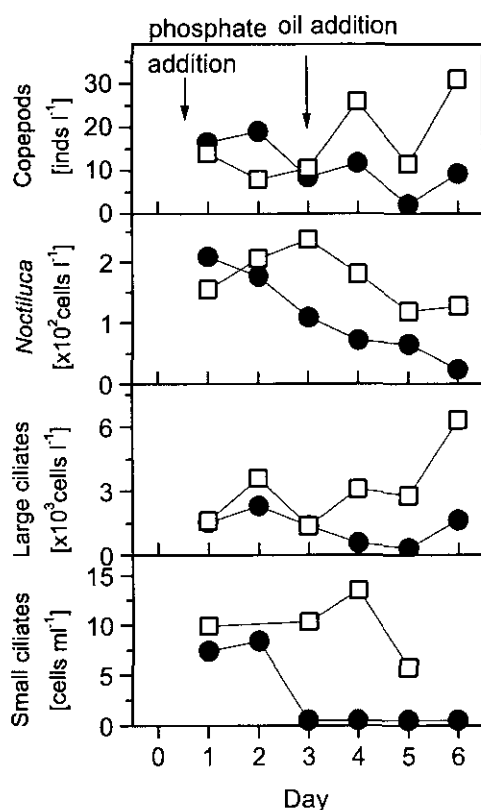 phosphate oil addition
addition
Copepods
[inds l⁻¹]
30
20
10
0
Noctiluca
[x10²cells l⁻¹]
2
1
0
Large ciliates
[x10³cells l⁻¹]
6
3
0
Small ciliates
[cells ml⁻¹]
15
10
5
0
0 1 2 3 4 5 6
Day